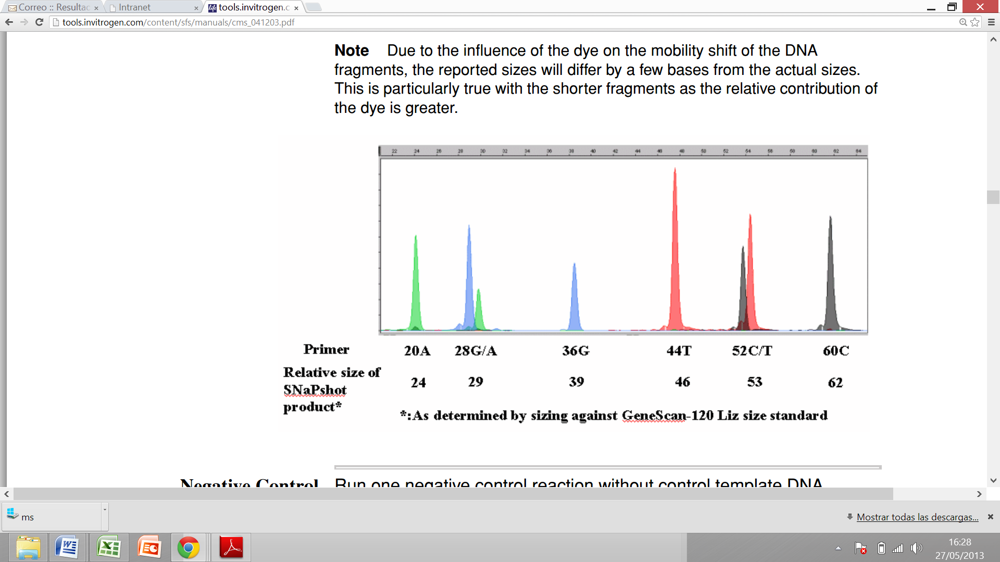 Correo :: Resultac
Intranet
life tools.invitrogen.c
tools.invitrogen.com/content/sfs/manuals/cms_041203.pdf
Note Due to the influence of the dye on the mobility shift of the DNA
fragments, the reported sizes will differ by a few bases from the actual sizes.
This is particularly true with the shorter fragments as the relative contribution of
the dye is greater.
22 24 26 28 30 32 34 36 38 40 42 44 46 48 50 52 54 56 58 60 62 64
Primer 20A 28G/A 36G 44T 52C/T 60C
Relative size of
SNaPshot 24 29 39 46 53 62
product*
*:As determined by sizing against GeneScan-120 Liz size standard
Negative Control Run one negative control reaction without control template DNA
ms
Mostrar todas las descargas...
16:28
27/05/2013